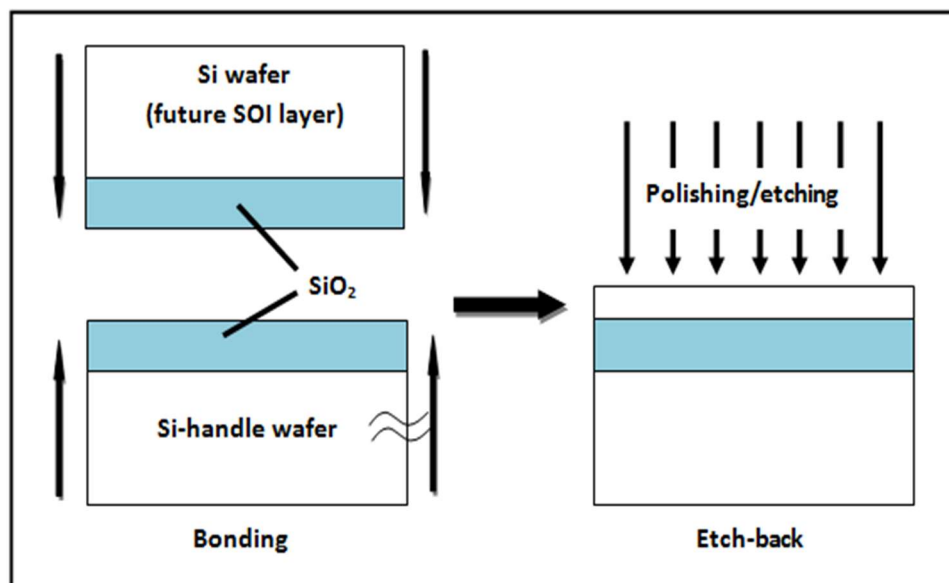 Si wafer
(future SOI layer)
SiO₂
Si-handle wafer
Bonding
Polishing/etching
Etch-back